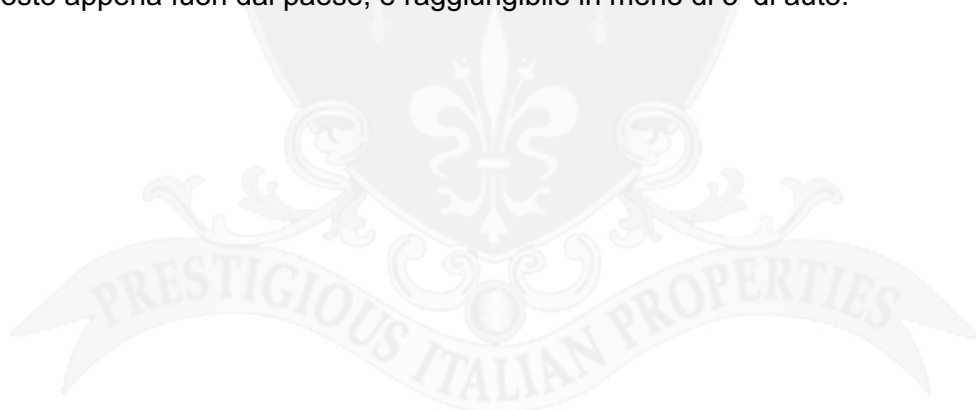 osto appena fuori dal paese, è raggiungibile in meno di di auto.
PRESTIGIOUS ITALIAN PROPERTIES